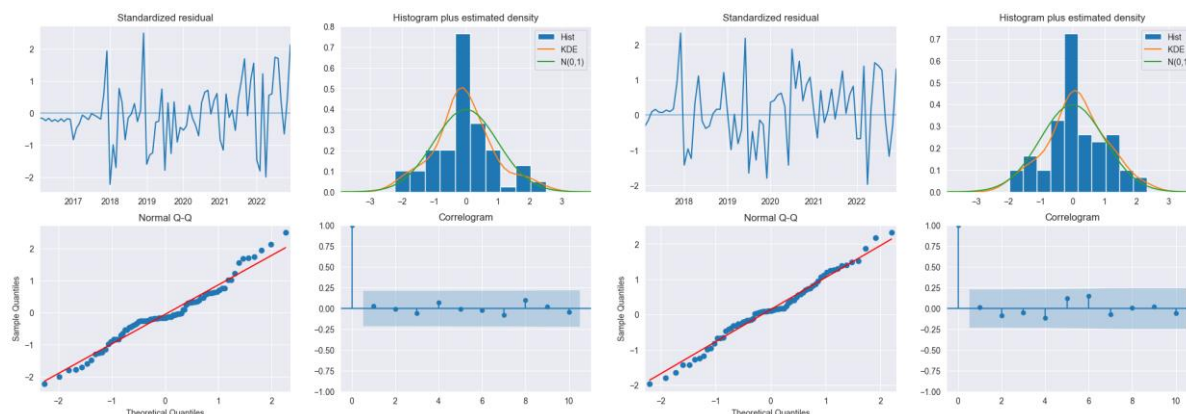 Standardized residual
2
1
0
−1
−2
2017 2018 2019 2020 2021 2022
Histogram plus estimated density
0.8
0.7
0.6
0.5
0.4
0.3
0.2
0.1
0.0
−3 −2 −1 0 1 2 3
Hist
KDE
N(0,1)
Normal Q-Q
Sample Quantiles
2
1
0
−1
−2
−2 −1 0 1 2
Theoretical Quantiles
Correlogram
1.00
0.75
0.50
0.25
0.00
−0.25
−0.50
−0.75
−1.00
0 2 4 6 8 10
Standardized residual
2
1
0
−1
−2
2018 2019 2020 2021 2022
Histogram plus estimated density
0.7
0.6
0.5
0.4
0.3
0.2
0.1
0.0
−3 −2 −1 0 1 2 3
Hist
KDE
N(0,1
Normal Q-Q
Sample Quantiles
2
1
0
−1
−2
−2 −1 0 1 2
Theoretical Quantiles
Correlogram
1.00
0.75
0.50
0.25
0.00
−0.25
−0.50
−0.75
−1.00
0 2 4 6 8 10